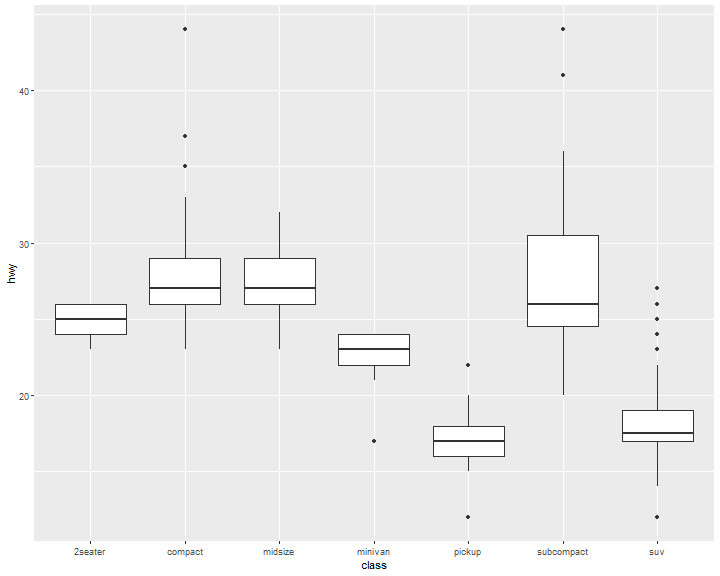 40
30
20
hwy
2seater compact midsize minivan pickup subcompact suv
class